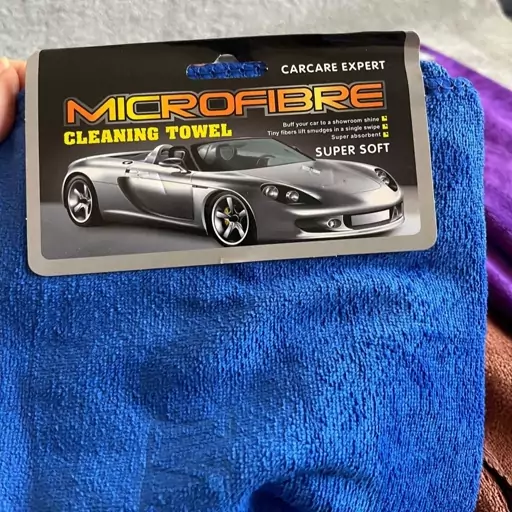 CARCARE EXPERT
MICROFIBRE
CLEANING TOWEL
Buff your car to a showroom shine
Tiny fibers lift smudges in a single swipe
Super absorbent
SUPER SOFT